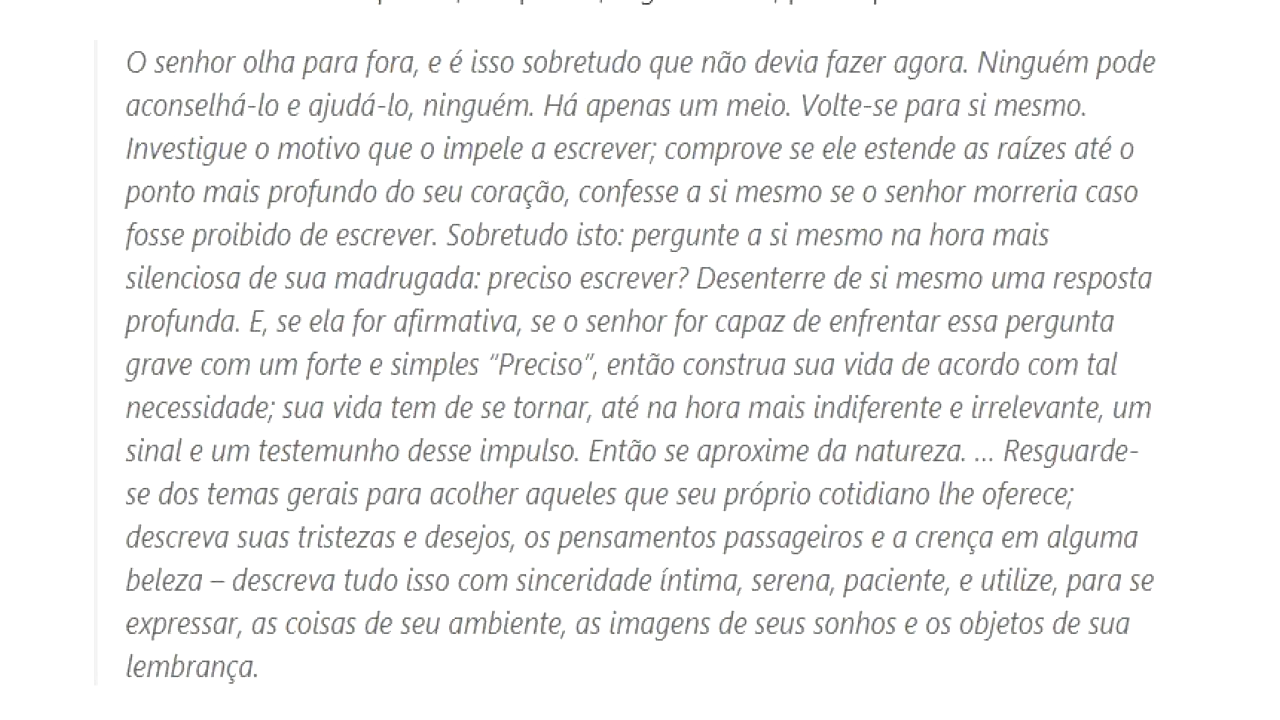 O senhor olha para fora, e é isso sobretudo que não devia fazer agora. Ninguém pode
aconselhá-lo e ajudá-lo, ninguém. Há apenas um meio. Volte-se para si mesmo.
Investigue o motivo que o impele a escrever; comprove se ele estende as raízes até o
ponto mais profundo do seu coração, confesse a si mesmo se o senhor morreria caso
fosse proibido de escrever. Sobretudo isto: pergunte a si mesmo na hora mais
silenciosa de sua madrugada: preciso escrever? Desenterre de si mesmo uma resposta
profunda. E, se ela for afirmativa, se o senhor for capaz de enfrentar essa pergunta
grave com um forte e simples “Preciso”, então construa sua vida de acordo com tal
necessidade; sua vida tem de se tornar, até na hora mais indiferente e irrelevante, um
sinal e um testemunho desse impulso. Então se aproxime da natureza. ... Resguarde-
se dos temas gerais para acolher aqueles que seu próprio cotidiano lhe oferece;
descreva suas tristezas e desejos, os pensamentos passageiros e a crença em alguma
beleza – descreva tudo isso com sinceridade íntima, serena, paciente, e utilize, para se
expressar, as coisas de seu ambiente, as imagens de seus sonhos e os objetos de sua
lembrança.